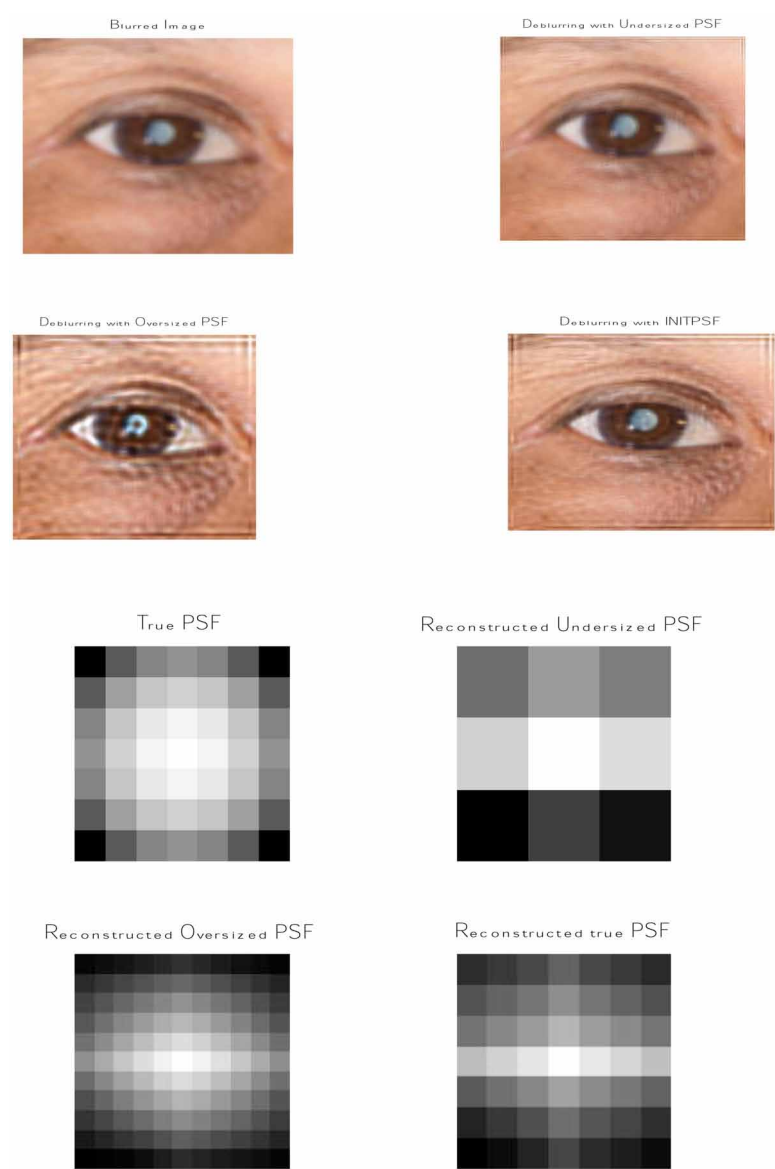 Blurred Image
Deblurring with Undersized PSF
Deblurring with Oversized PSF
Deblurring with INITPSF
True PSF
Reconstructed Undersized PSF
Reconstructed Oversized PSF
Reconstructed true PSF